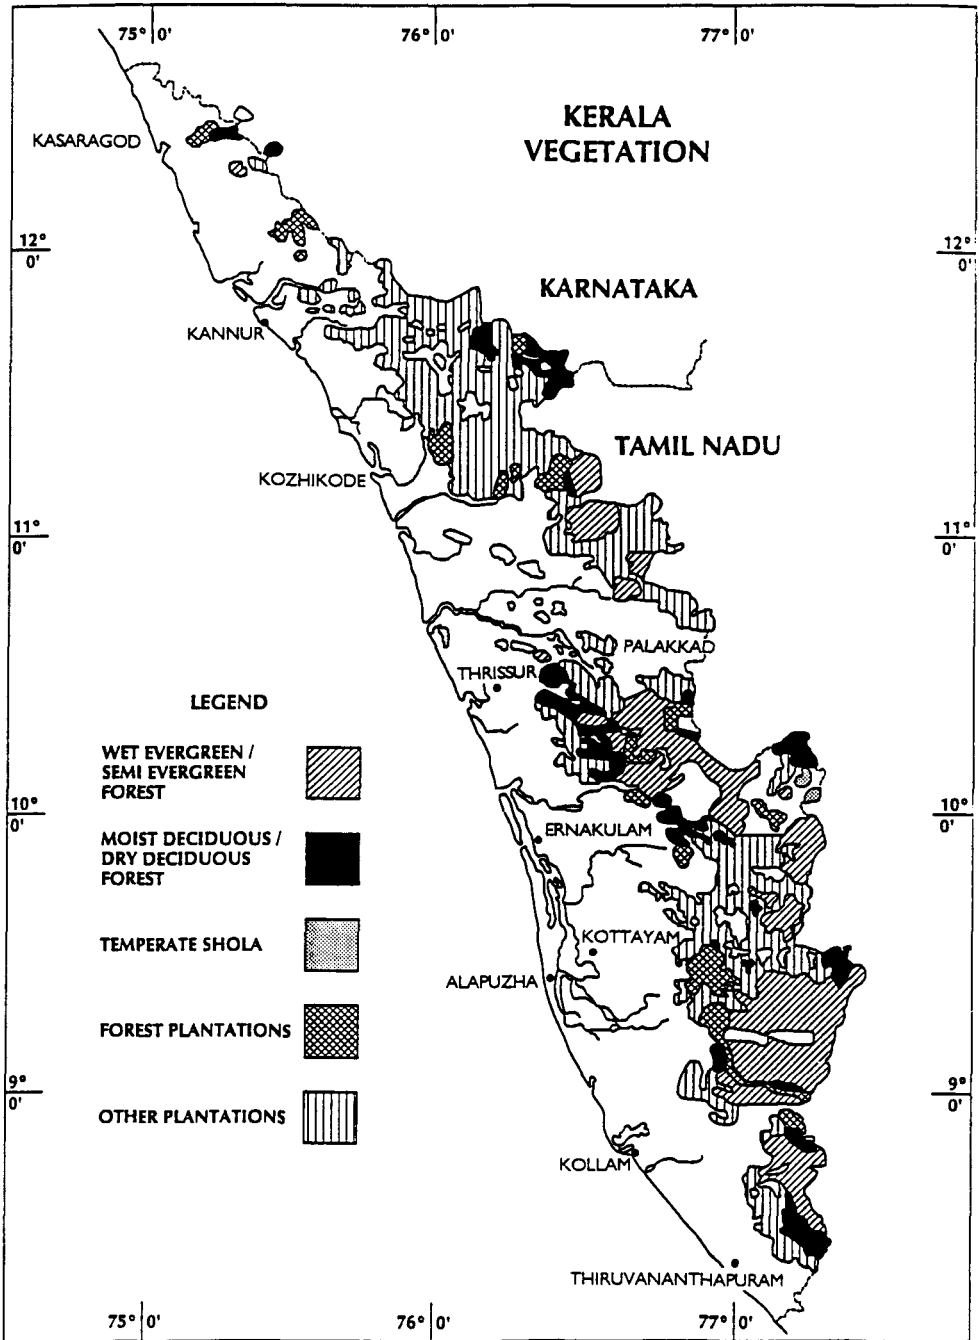 75° 0'
76° 0'
77° 0'
KERALA
VEGETATION
KASARAGOD
12°
0'
12°
0'
KARNATAKA
KANNUR
TAMIL NADU
KOZHIKODE
11°
0'
11°
0'
PALAKKAD
THRISSUR
LEGEND
WET EVERGREEN /
SEMI EVERGREEN
FOREST
10°
0'
10°
0'
ERNAKULAM
MOIST DECIDUOUS /
DRY DECIDUOUS
FOREST
TEMPERATE SHOLA
KOTTAYAM
ALAPUZHA
FOREST PLANTATIONS
9°
0'
9°
0'
OTHER PLANTATIONS
KOLLAM
THIRUVANANTHAPURAM
75° 0'
76° 0'
77° 0'